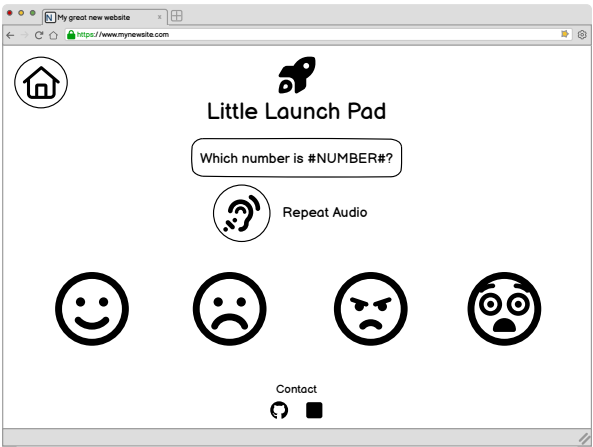 My great new website
https://www.mynewsite.com
Little Launch Pad
Which number is #NUMBER#?
Repeat Audio
Contact